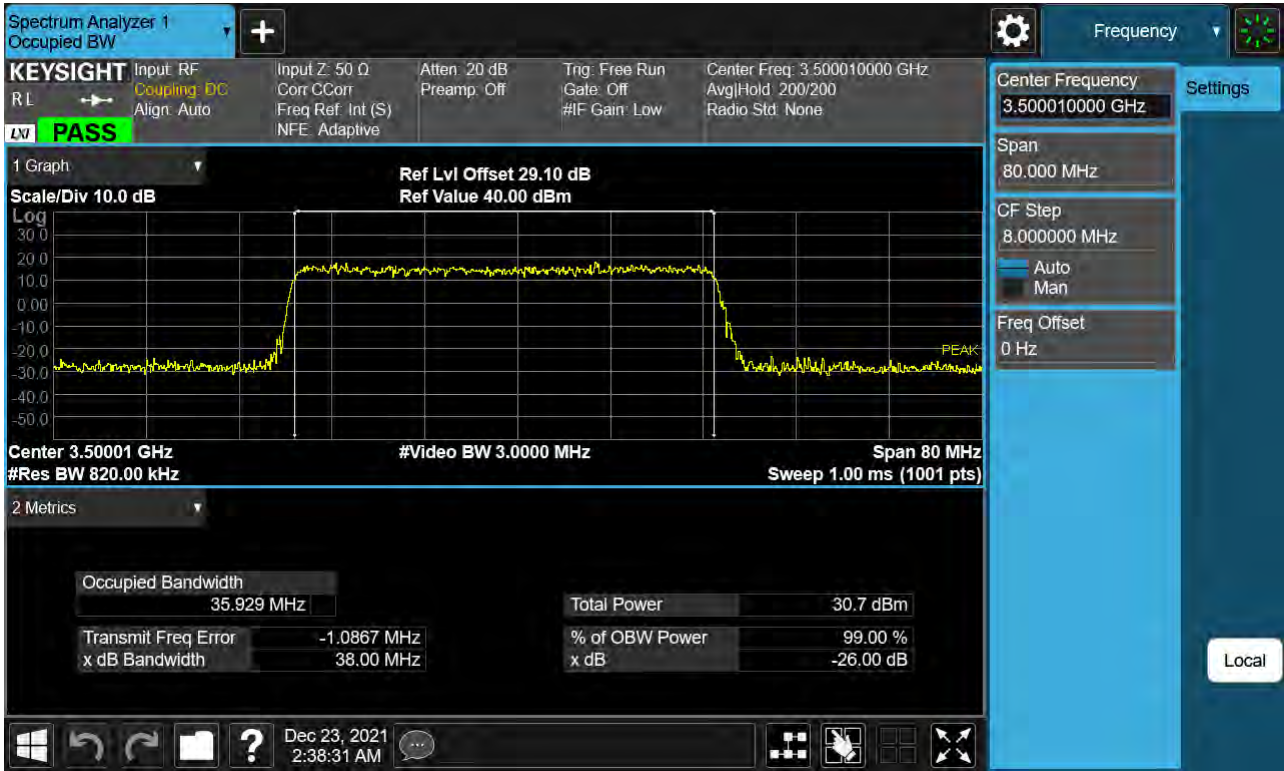 Spectrum Analyzer 1
Occupied BW
Frequency
KEYSIGHT
R L
LXI PASS
Input: RF
Coupling: DC
Align: Auto
Input Z: 50 Ω
Corr CCorr
Freq Ref: Int (S)
NFE: Adaptive
Atten: 20 dB
Preamp: Off
Trig: Free Run
Gate: Off
#IF Gain: Low
Center Freq: 3.500010000 GHz
Avg|Hold: 200/200
Radio Std: None
Center Frequency
3.500010000 GHz
Settings
Span
80.000 MHz
CF Step
8.000000 MHz
Auto
Man
Freq Offset
0 Hz
Local
1 Graph
Scale/Div 10.0 dB
Ref Lvl Offset 29.10 dB
Ref Value 40.00 dBm
Log
30.0
20.0
10.0
0.00
-10.0
-20.0
-30.0
-40.0
-50.0
PEAK
Center 3.50001 GHz
#Video BW 3.0000 MHz
Span 80 MHz
#Res BW 820.00 kHz
Sweep 1.00 ms (1001 pts)
2 Metrics
Occupied Bandwidth
35.929 MHz
Total Power 30.7 dBm
Transmit Freq Error -1.0867 MHz
% of OBW Power 99.00 %
x dB Bandwidth 38.00 MHz
x dB -26.00 dB
?
Dec 23, 2021
2:38:31 AM